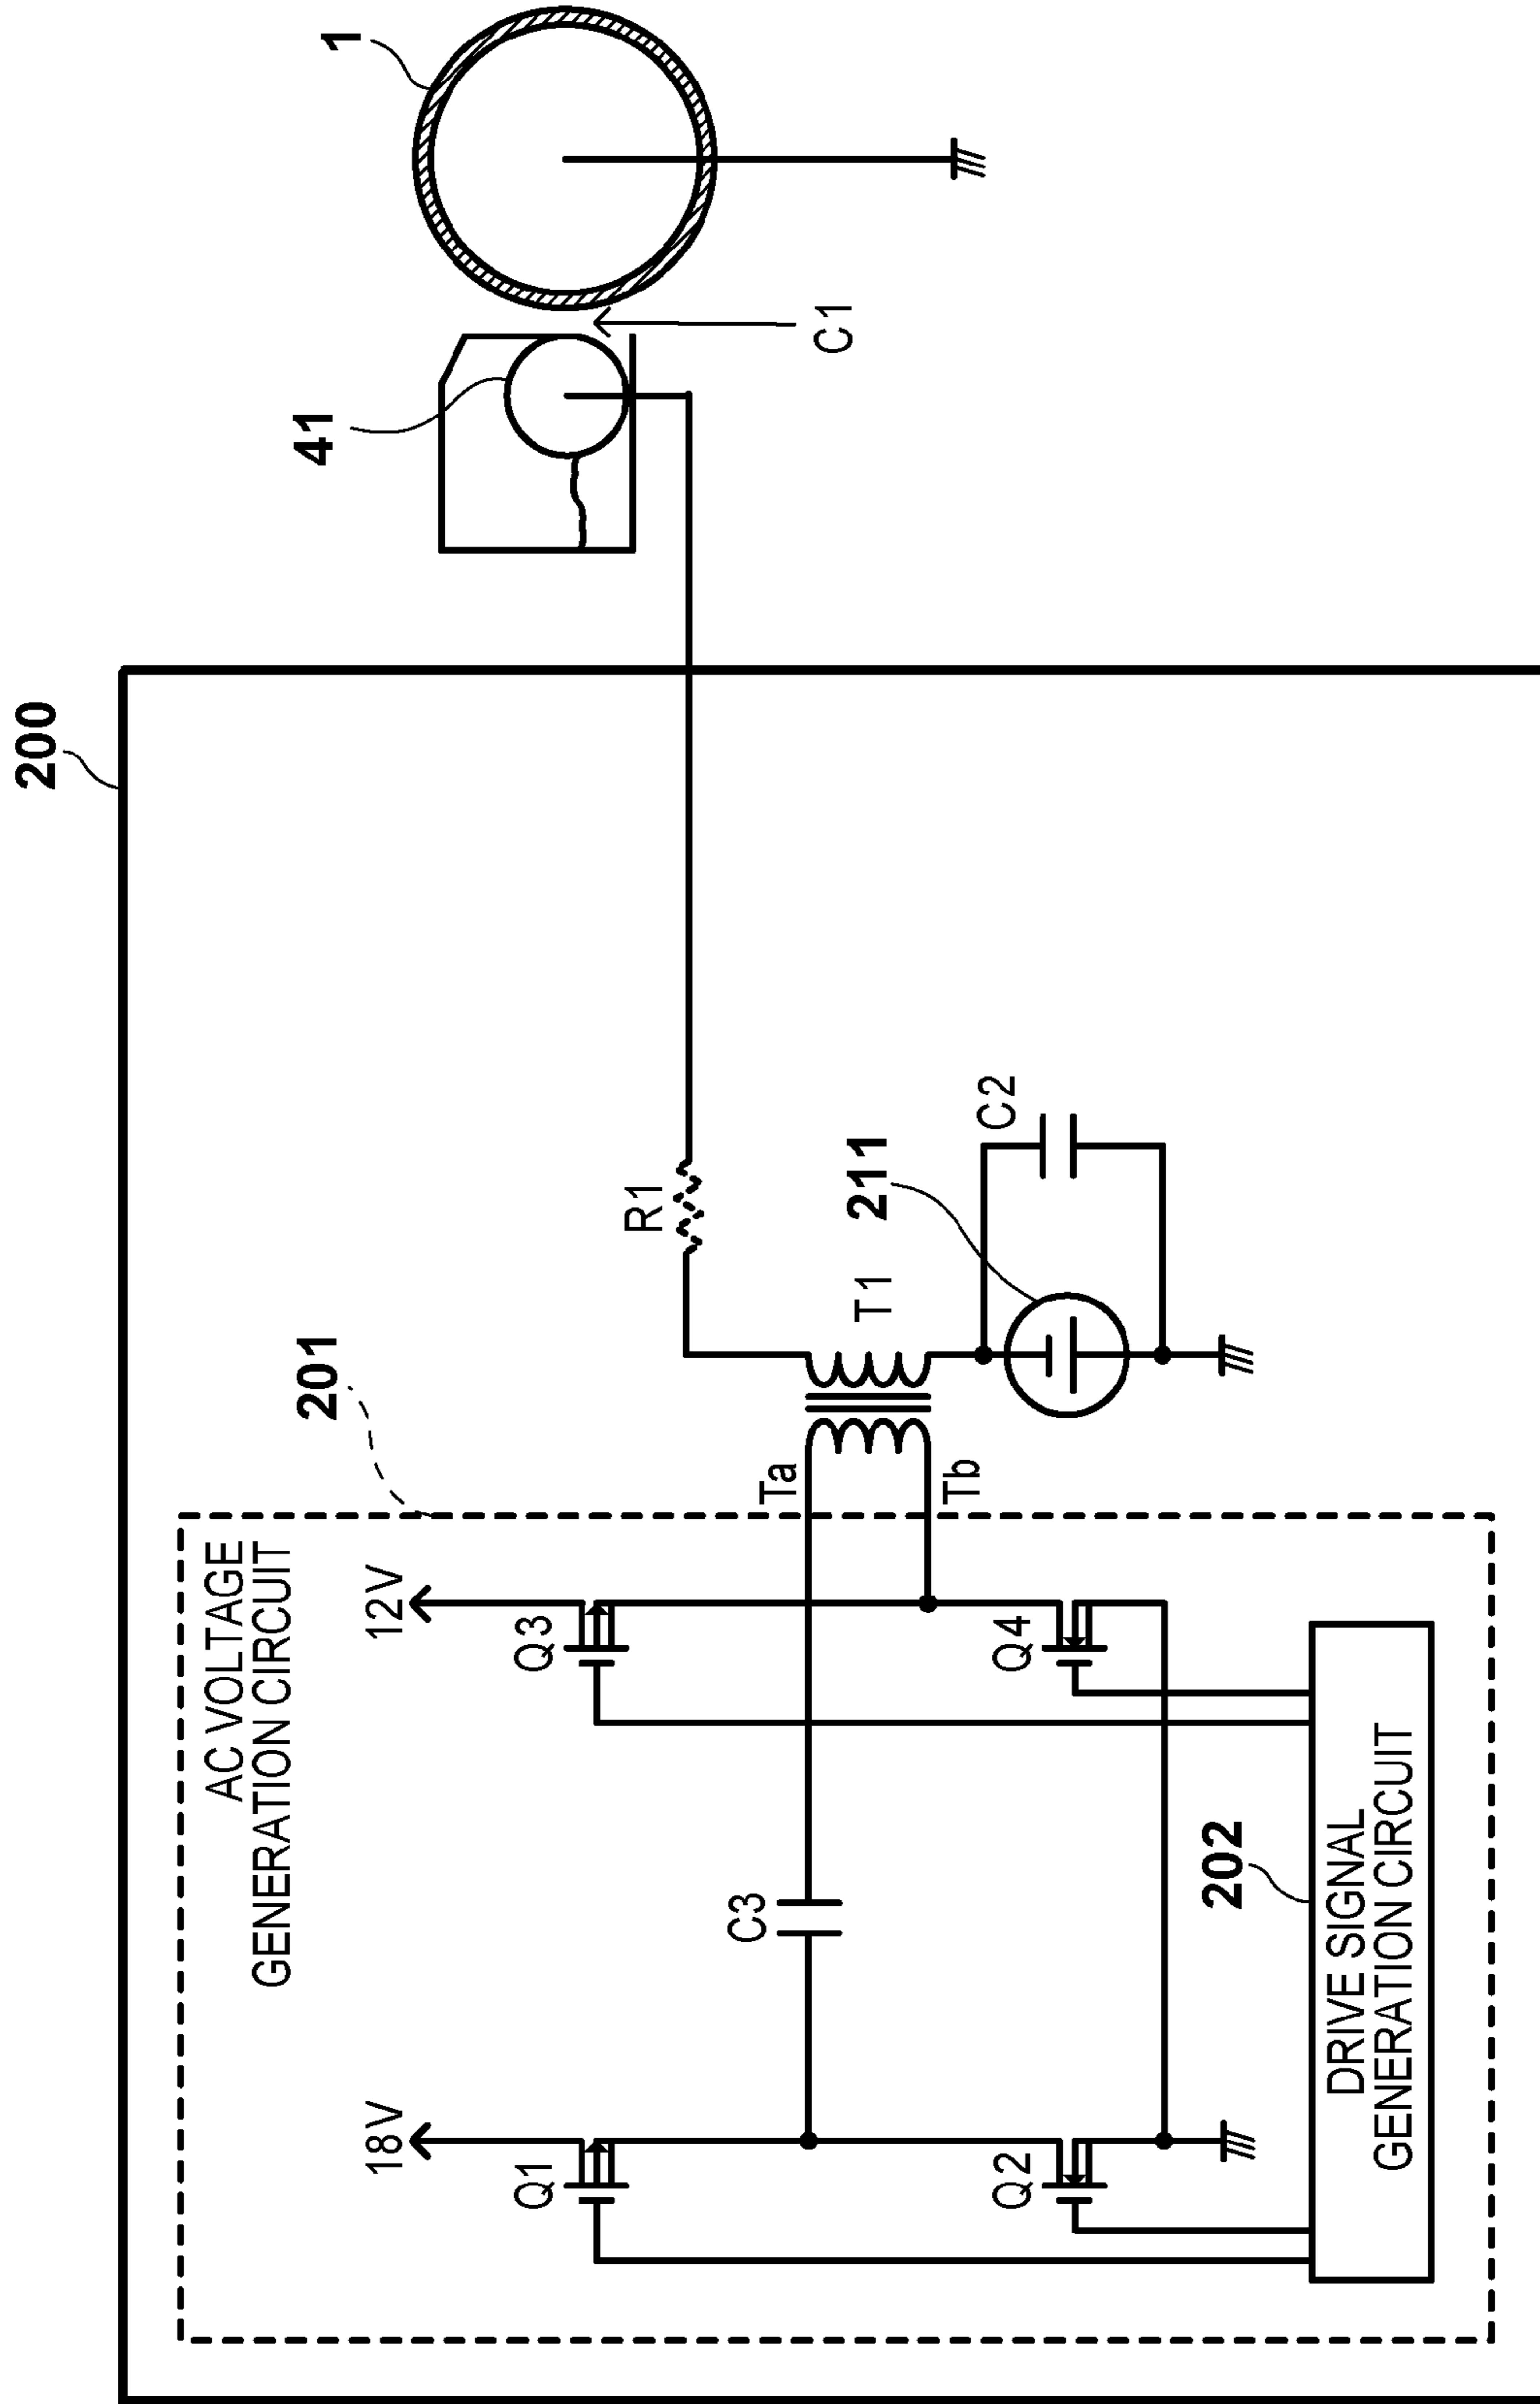 200
1
41
C1
201
AC VOLTAGE
GENERATION CIRCUIT
18V
12V
Q1
Q3
R1
C3
Ta
T1
211
Tb
C2
Q2
Q4
202
DRIVE SIGNAL
GENERATION CIRCUIT